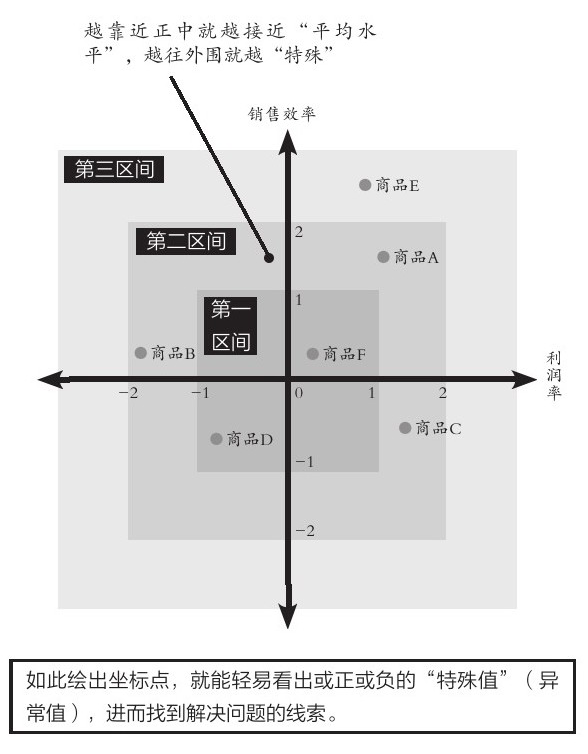 越靠近正中就越接近“平均水
平”，越往外围就越“特殊”
销售效率
第三区间
商品E
2
第二区间
商品A
1
第一
区间
商品B
商品F
利
润
率
−2
−1
0
1
2
商品C
商品D
−1
−2
如此绘出坐标点，就能轻易看出或正或负的“特殊值”（异
常值），进而找到解决问题的线索。